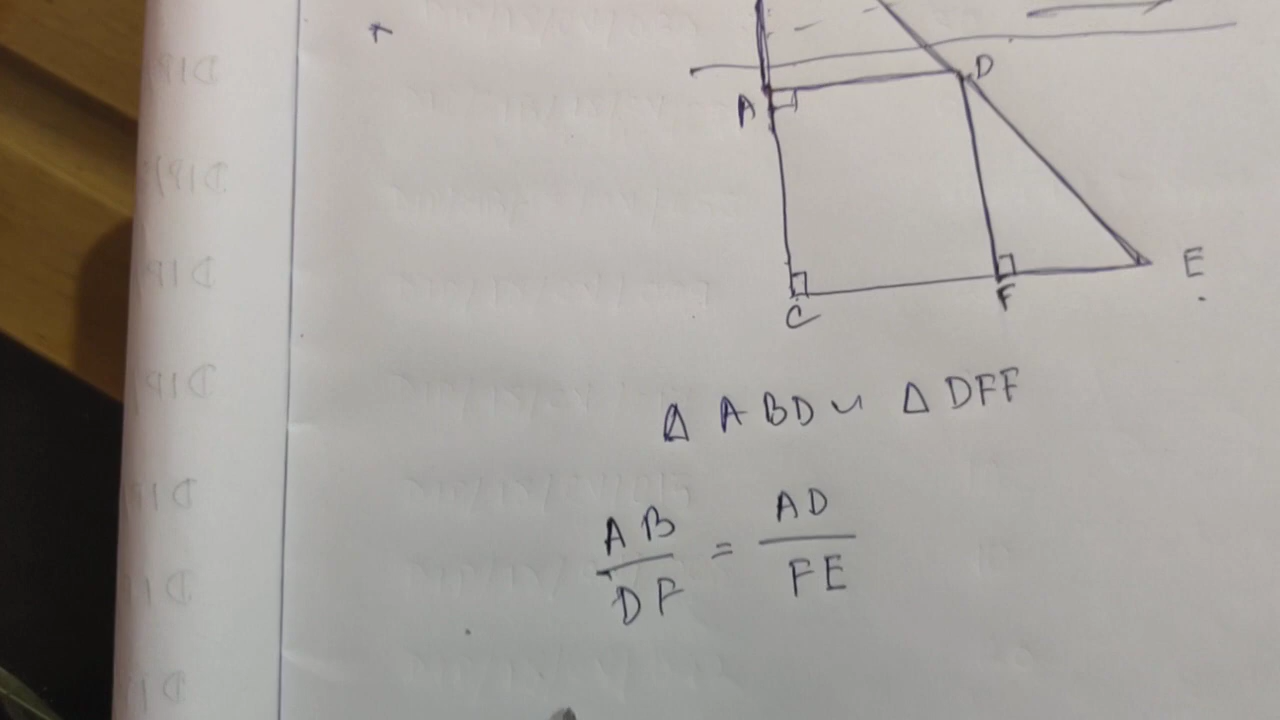 D
A
E
C
F
Δ ABD ~ Δ DFF
AB/DF = AD/FE